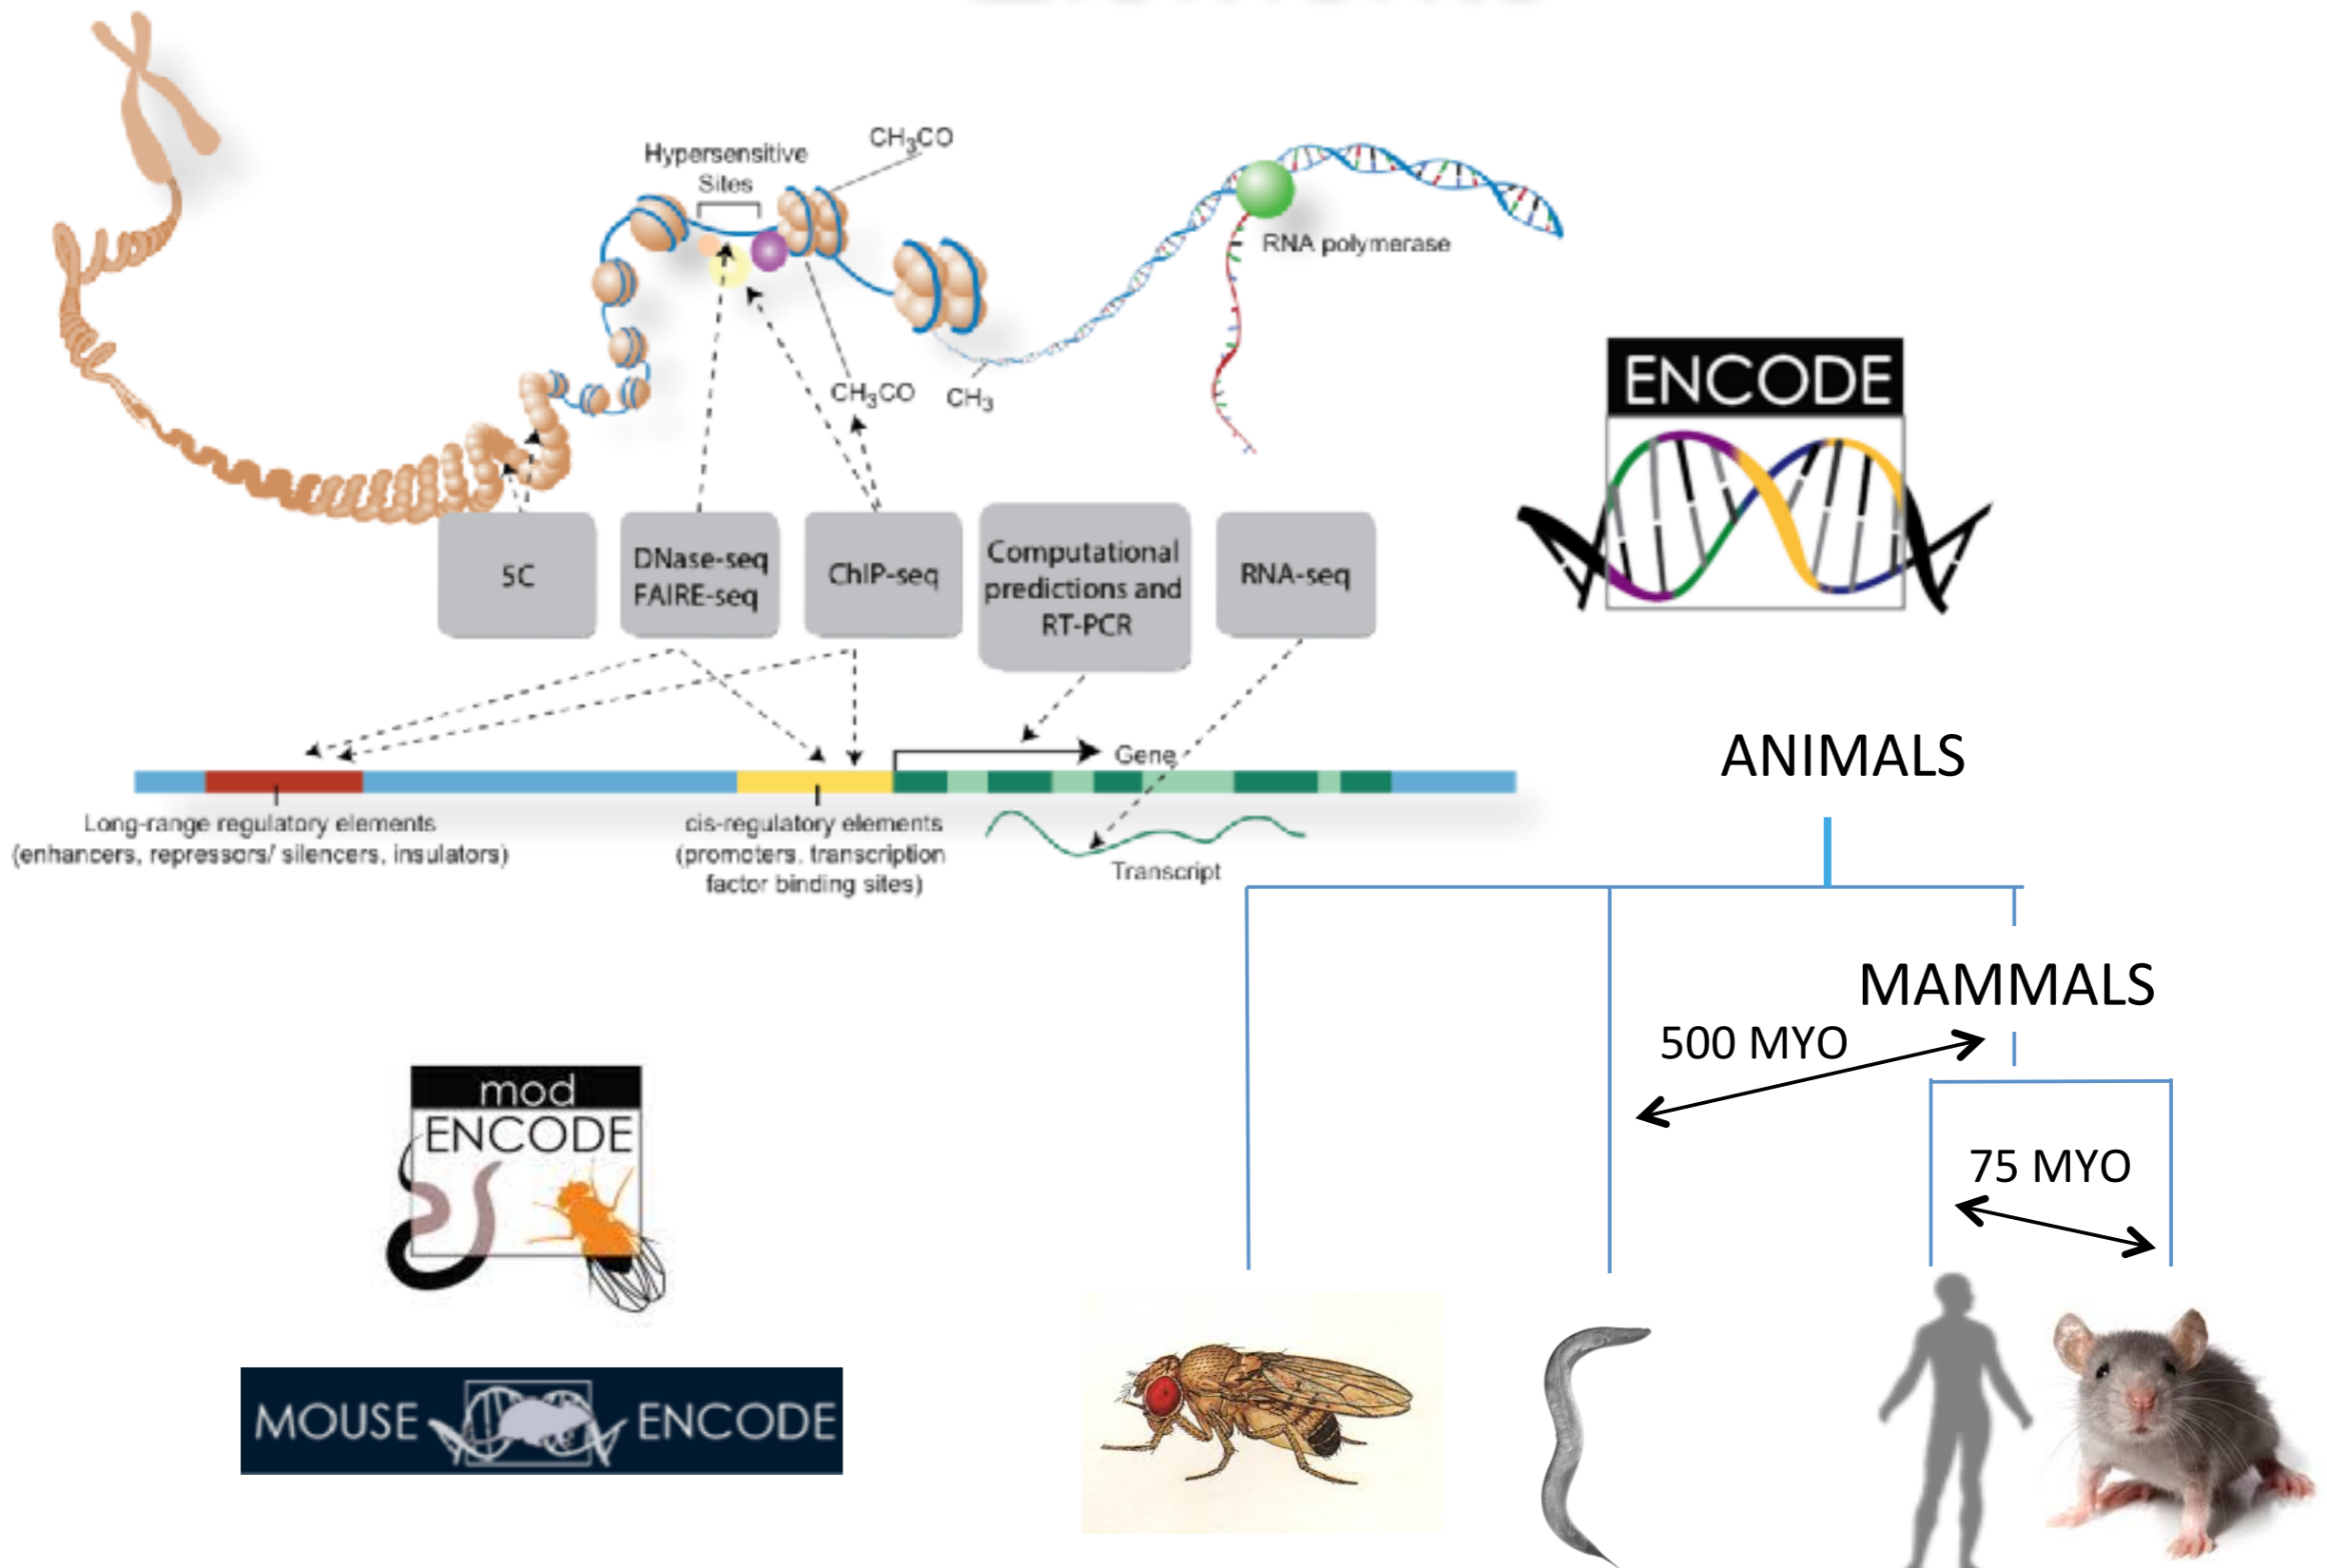 Hypersensitive
Sites
CH3CO
RNA polymerase
CH3CO
CH3
ENCODE
5C
DNase-seq
FAIRE-seq
ChIP-seq
Computational
predictions and
RT-PCR
RNA-seq
Gene
Long-range regulatory elements
(enhancers, repressors/ silencers, insulators)
cis-regulatory elements
(promoters, transcription
factor binding sites)
Transcript
ANIMALS
MAMMALS
500 MYO
75 MYO
mod
ENCODE
MOUSE ENCODE